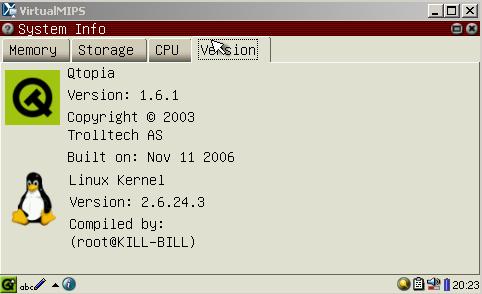 VirtualMIPS
System Info
Memory Storage CPU Version
Qtopia
Version: 1.6.1
Copyright © 2003
Trolltech AS
Built on: Nov 11 2006
Linux Kernel
Version: 2.6.24.3
Compiled by:
(root@KILL-BILL)
abc 20:23